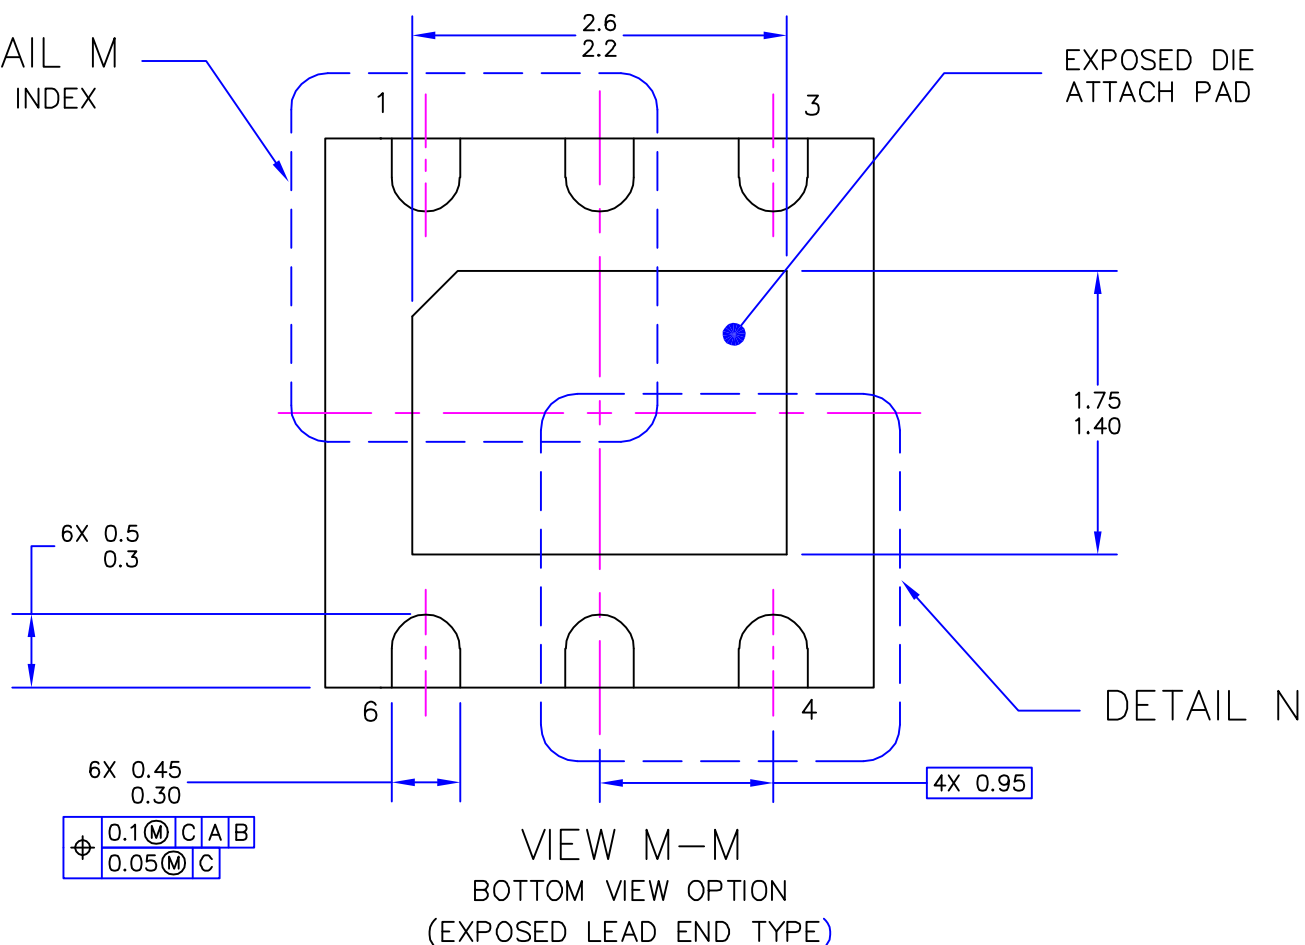 2.6
2.2
AIL M
INDEX
EXPOSED DIE
ATTACH PAD
1
3
1.75
1.40
6X 0.5
0.3
6
4
DETAIL N
6X 0.45
0.30
4X 0.95
⌖ 0.1 Ⓜ C A B
0.05 Ⓜ C
VIEW M-M
BOTTOM VIEW OPTION
(EXPOSED LEAD END TYPE)